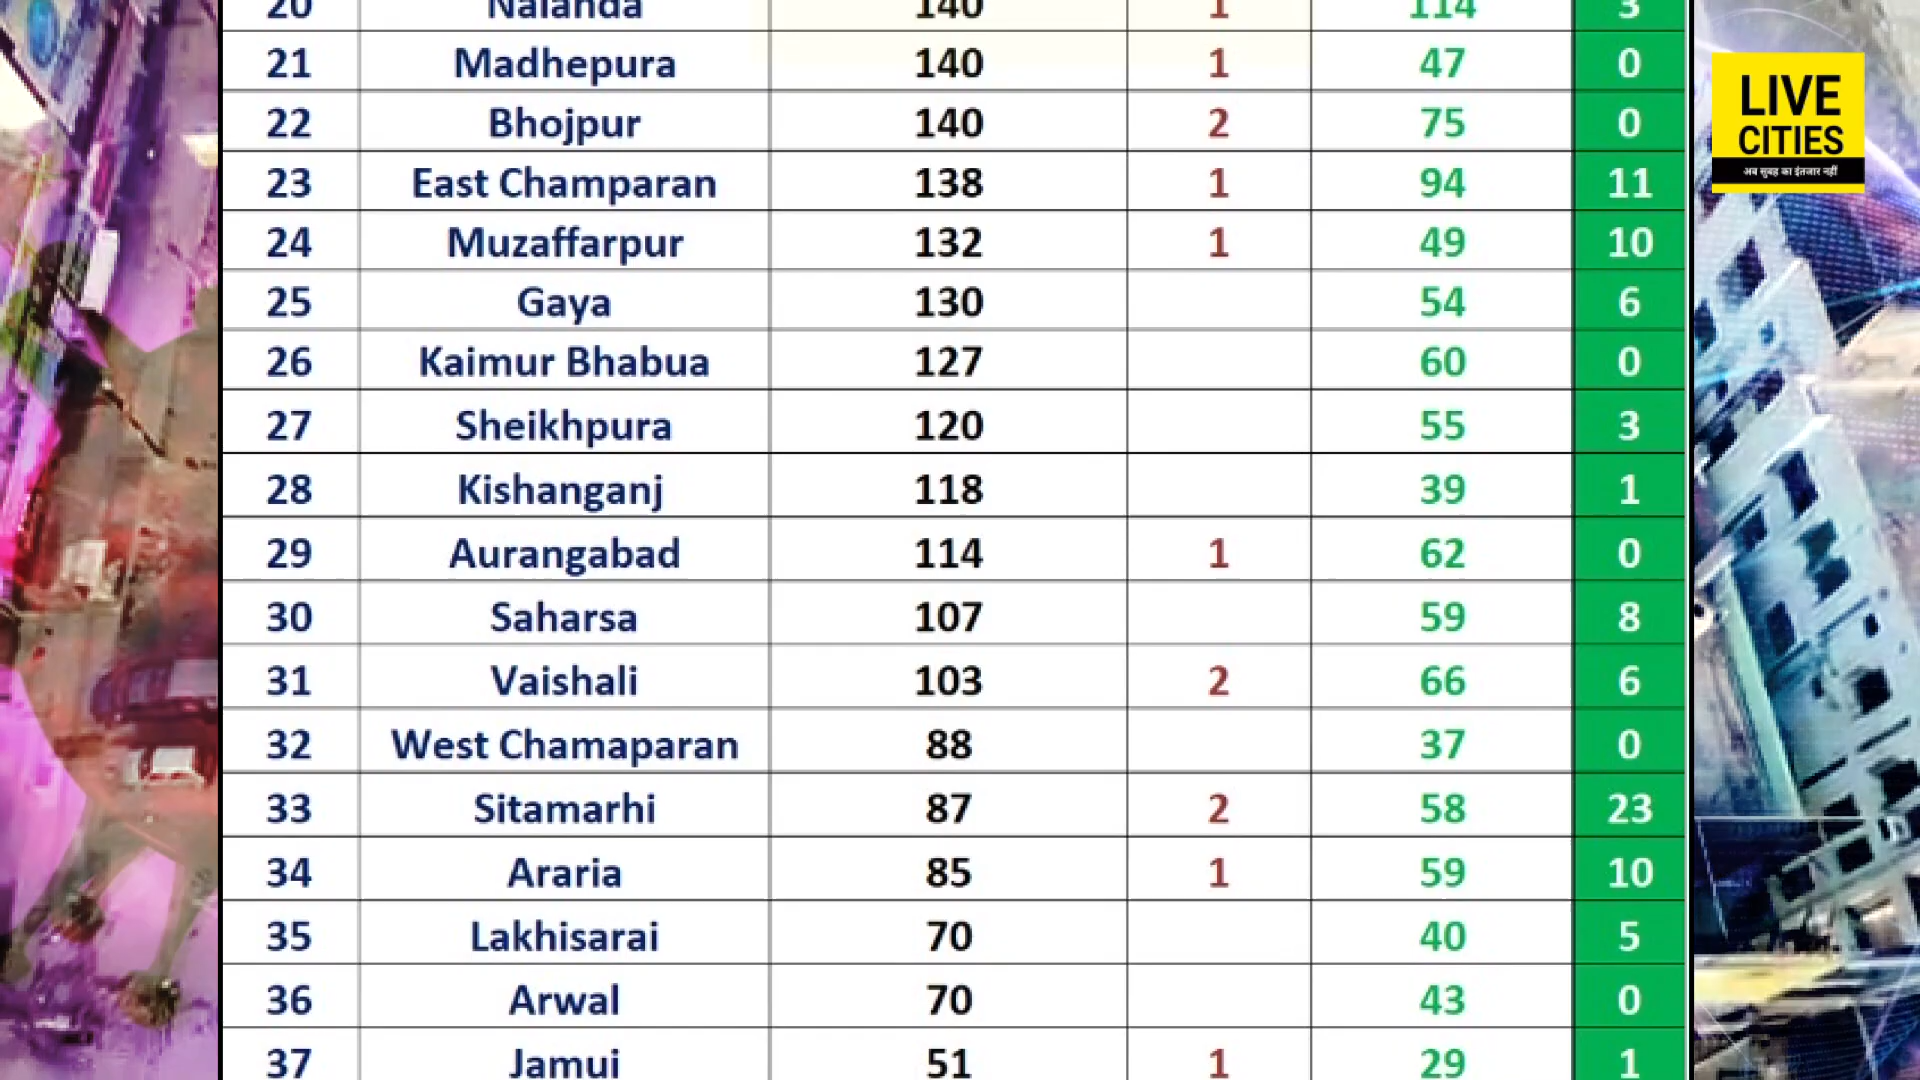 20 Nalanda 140 1 114 3
21 Madhepura 140 1 47 0
22 Bhojpur 140 2 75 0
23 East Champaran 138 1 94 11
24 Muzaffarpur 132 1 49 10
25 Gaya 130 54 6
26 Kaimur Bhabua 127 60 0
27 Sheikhpura 120 55 3
28 Kishanganj 118 39 1
29 Aurangabad 114 1 62 0
30 Saharsa 107 59 8
31 Vaishali 103 2 66 6
32 West Chamaparan 88 37 0
33 Sitamarhi 87 2 58 23
34 Araria 85 1 59 10
35 Lakhisarai 70 40 5
36 Arwal 70 43 0
37 Jamui 51 1 29 1
LIVE
CITIES
अब सुबह का इंतजार नहीं